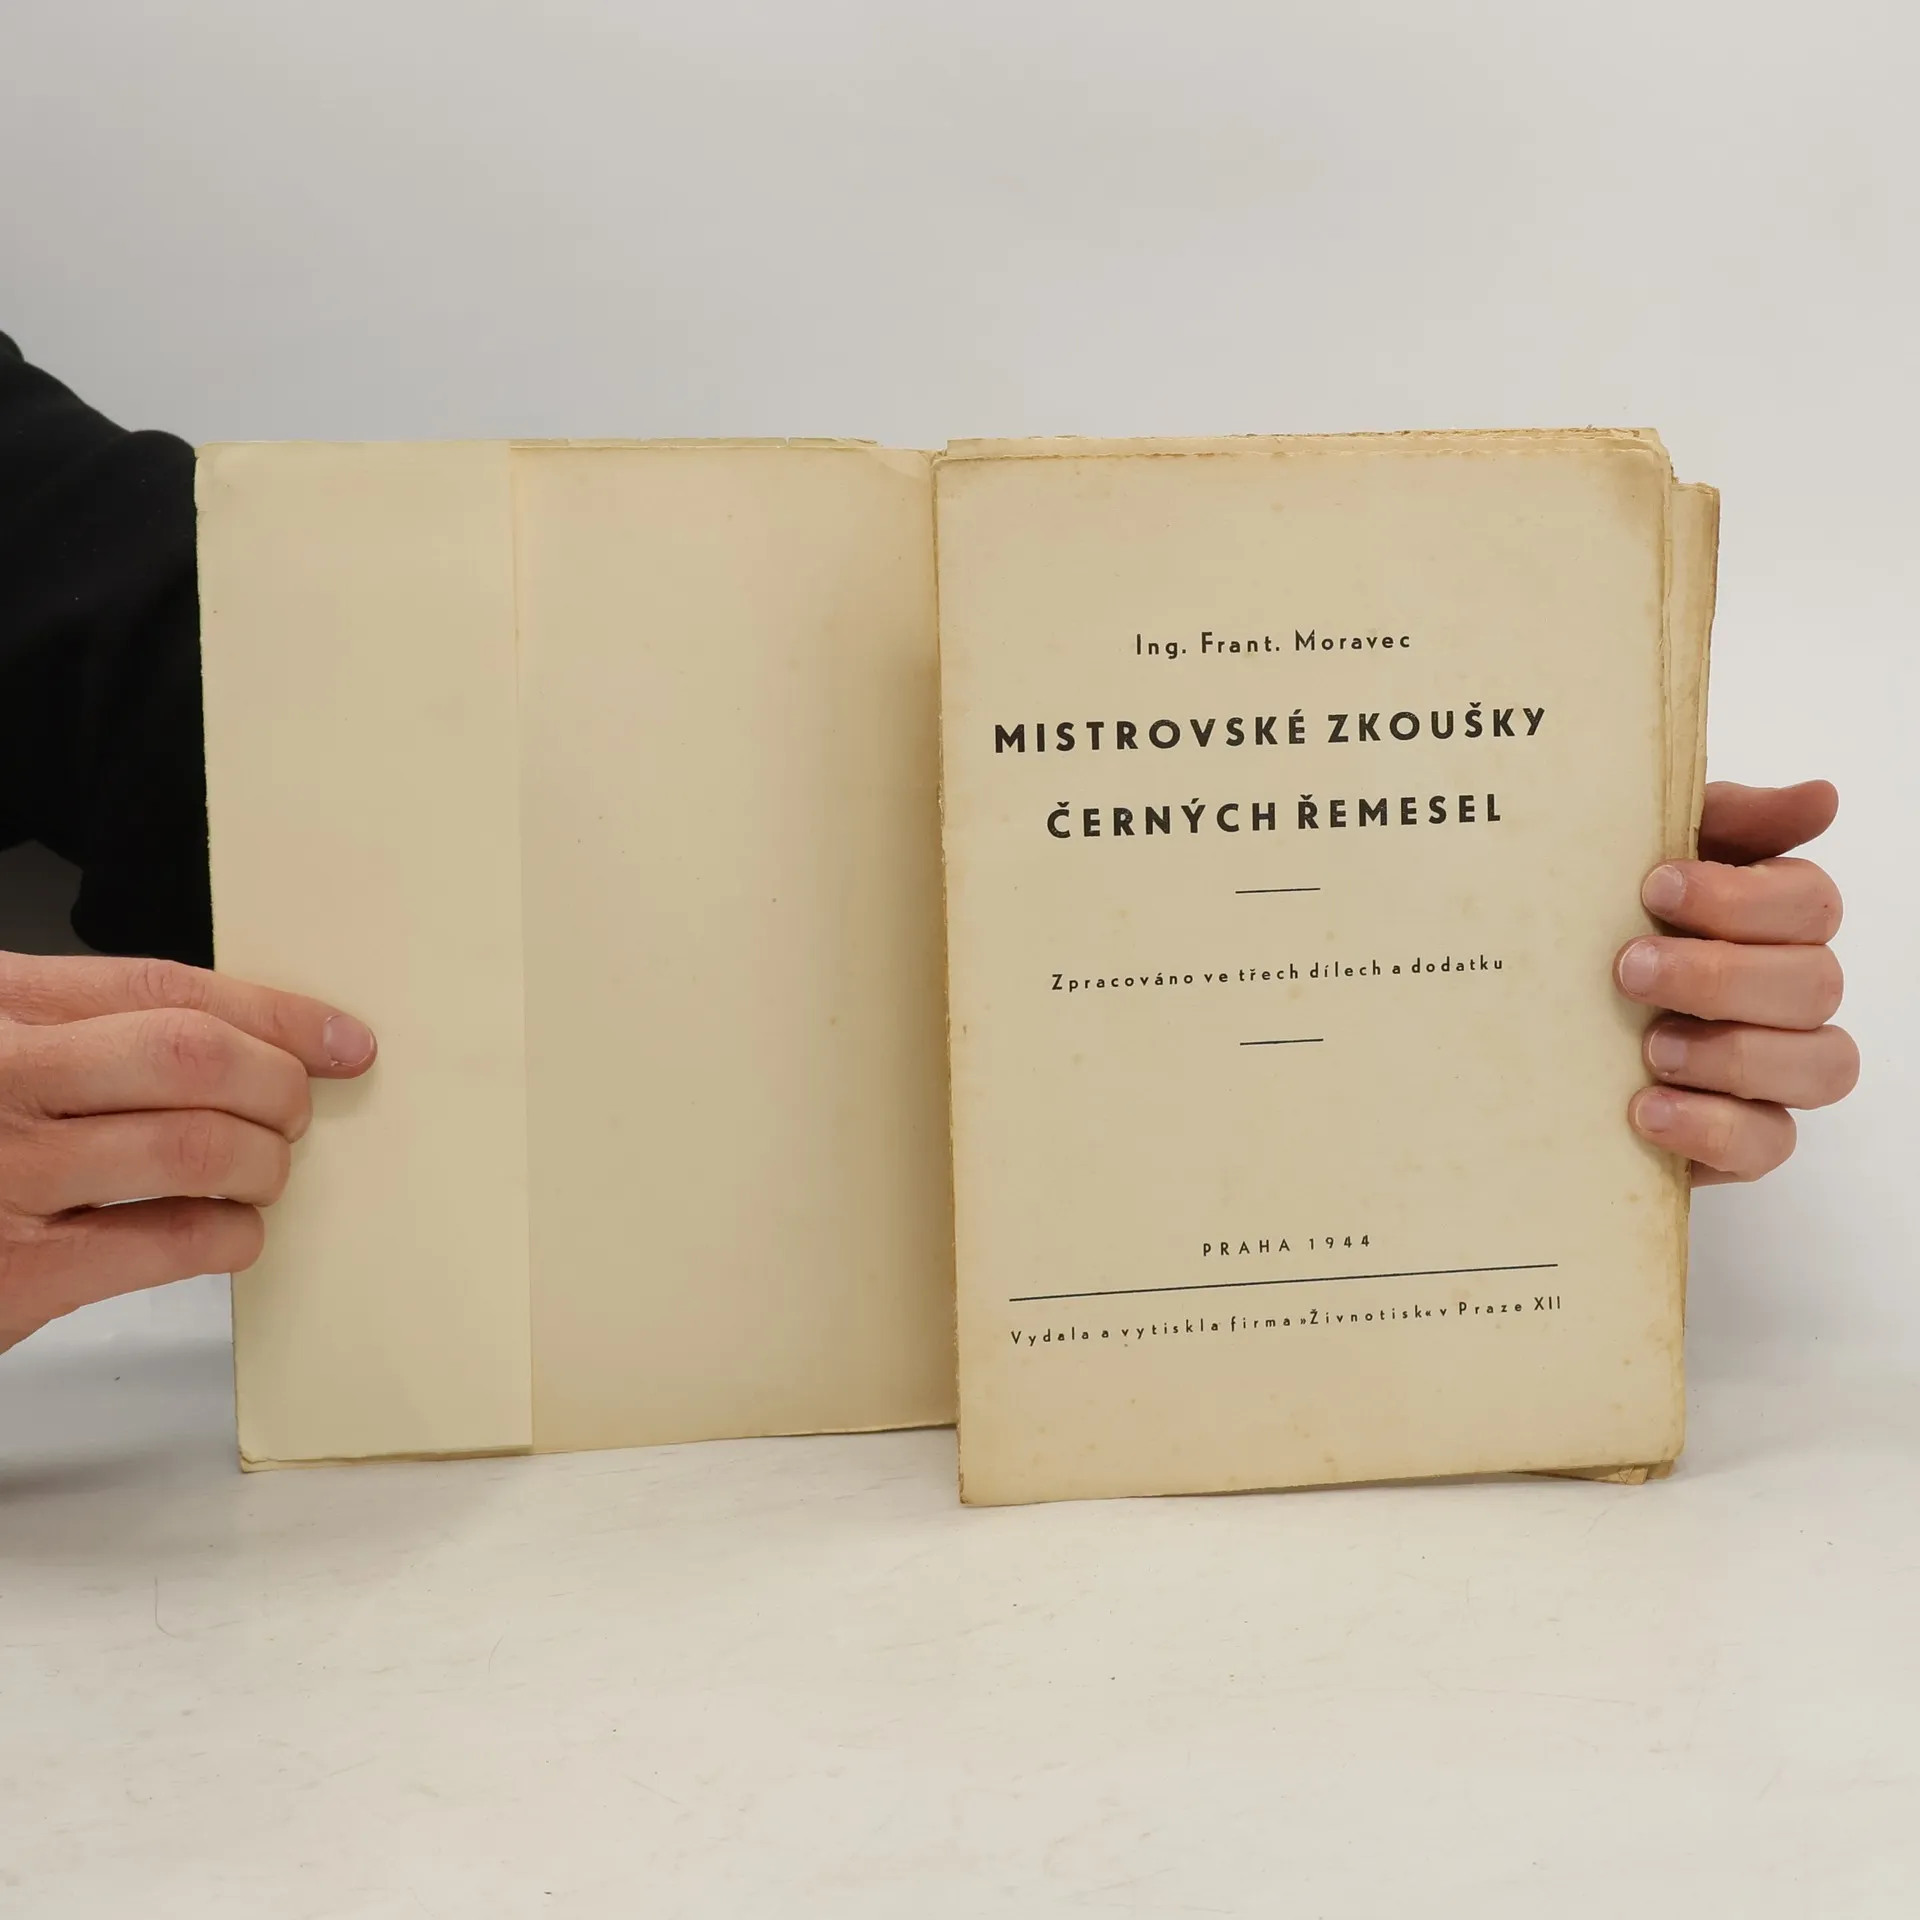 Ing. Frant. Moravec
MISTROVSKÉ ZKOUŠKY
ČERNÝCH ŘEMESEL
Zpracováno ve třech dílech a dodatku
PRAHA 1944
Vydala a vytiskla firma »Živnotisk« v Praze XII